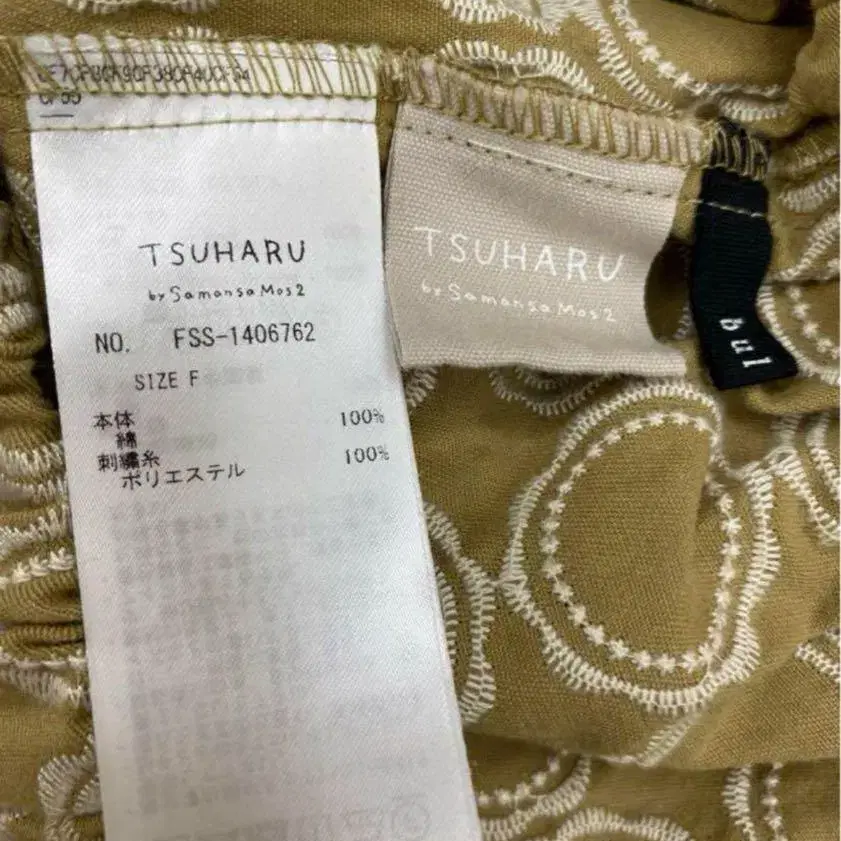 TSUHARU
by Samansa Mos2
NO. FSS-1406762
SIZE F
本体 100%
綿
刺繍糸 100%
ポリエステル
TSUHARU
by Samansa Mos2
bul